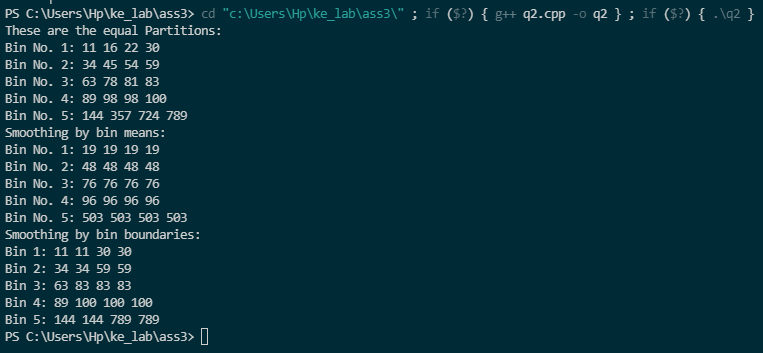 PS C:\Users\Hp\ke_lab\ass3> cd "c:\Users\Hp\ke_lab\ass3\" ; if ($?) { g++ q2.cpp -o q2 } ; if ($?) { .\q2 }
These are the equal Partitions:
Bin No. 1: 11 16 22 30
Bin No. 2: 34 45 54 59
Bin No. 3: 63 78 81 83
Bin No. 4: 89 98 98 100
Bin No. 5: 144 357 724 789
Smoothing by bin means:
Bin No. 1: 19 19 19 19
Bin No. 2: 48 48 48 48
Bin No. 3: 76 76 76 76
Bin No. 4: 96 96 96 96
Bin No. 5: 503 503 503 503
Smoothing by bin boundaries:
Bin 1: 11 11 30 30
Bin 2: 34 34 59 59
Bin 3: 63 83 83 83
Bin 4: 89 100 100 100
Bin 5: 144 144 789 789
PS C:\Users\Hp\ke_lab\ass3>